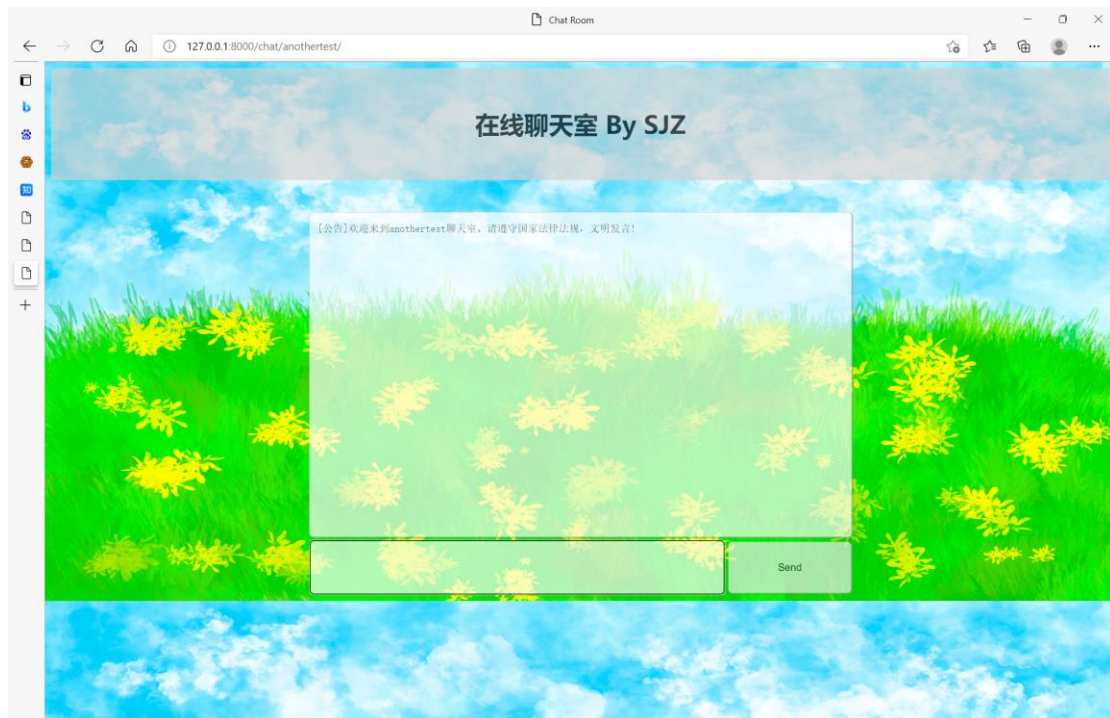 Chat Room
127.0.0.1:8000/chat/anothertest/
知
在线聊天室 By SJZ
[公告]欢迎来到anothertest聊天室，请遵守国家法律法规，文明发言！
Send